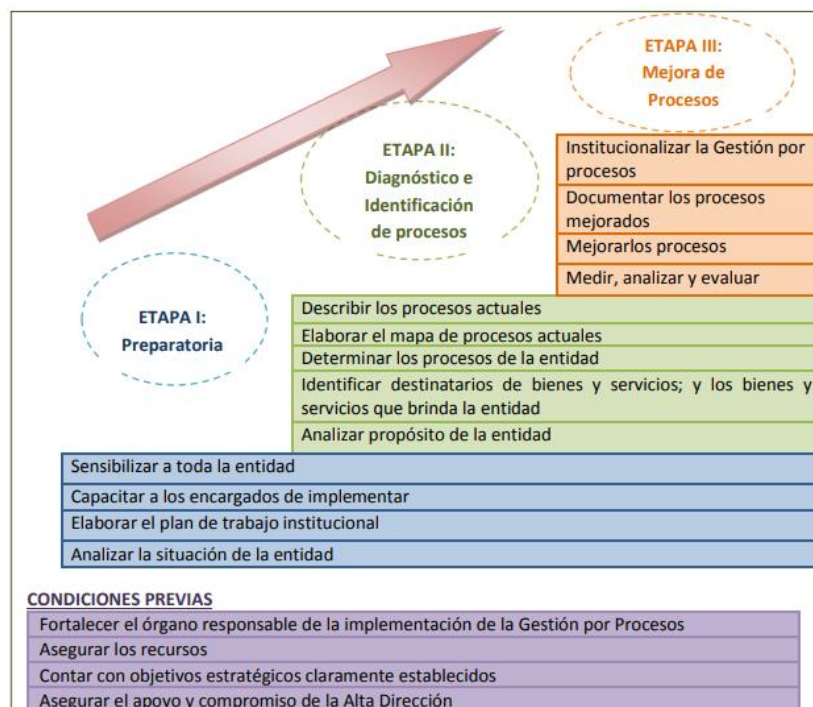 ETAPA III:
Mejora de
Procesos
ETAPA II:
Diagnóstico e
Identificación
de procesos
ETAPA I:
Preparatoria
Institucionalizar la Gestión por
procesos
Documentar los procesos
mejorados
Mejorarlos procesos
Medir, analizar y evaluar
Describir los procesos actuales
Elaborar el mapa de procesos actuales
Determinar los procesos de la entidad
Identificar destinatarios de bienes y servicios; y los bienes y
servicios que brinda la entidad
Analizar propósito de la entidad
Sensibilizar a toda la entidad
Capacitar a los encargados de implementar
Elaborar el plan de trabajo institucional
Analizar la situación de la entidad
CONDICIONES PREVIAS
Fortalecer el órgano responsable de la implementación de la Gestión por Procesos
Asegurar los recursos
Contar con objetivos estratégicos claramente establecidos
Asegurar el apoyo y compromiso de la Alta Dirección